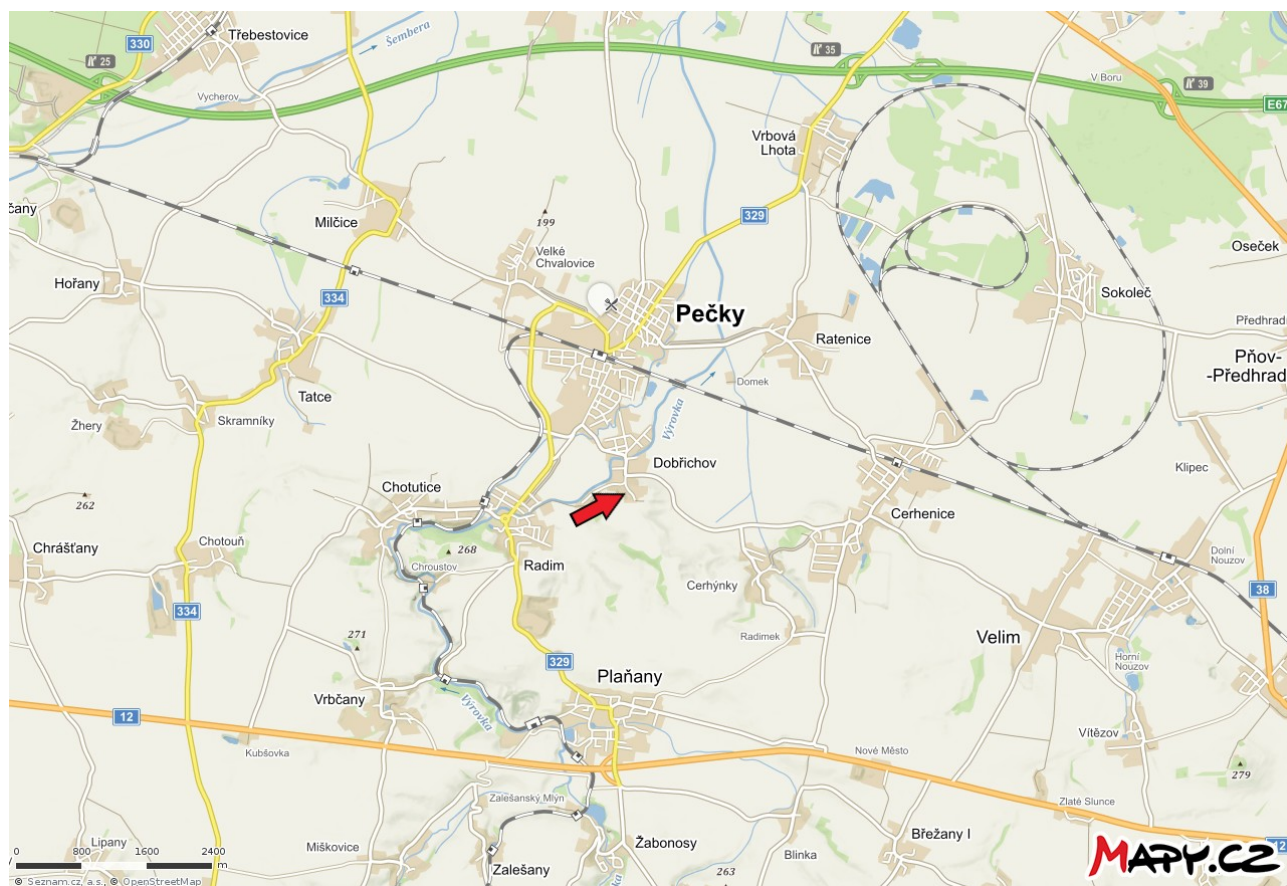 330
Třebestovice
Šembera
25
35
V Boru
39
E67
Vycherov
Vrbová
Lhota
čany
Milčice
199
329
Velké
Chvalovice
Oseček
Hořany
334
Sokoleč
Pečky
Předhrad
Ratenice
Pňov-
-Předhrad
Domek
Tatce
Výrovka
Skramníky
Žhery
Dobřichov
Klipec
Chotutice
262
Cerhenice
Chrášťany
Chotouň
268
Chroustov
Radim
Dolní
Nouzov
Cerhýnky
38
334
271
Radimek
Velim
329
Horní
Nouzov
Plaňany
Vrbčany
Výrovka
12
Vítězov
Kubšovka
Nové Město
279
Zalešanský Mlýn
Zlaté Slunce
Lipany
Miškovice
Žabonosy
Břežany I
12
Blinka
Zalešany
263
0 800 1600 2400
m
MAPY.CZ
© Seznam.cz, a.s., © OpenStreetMap